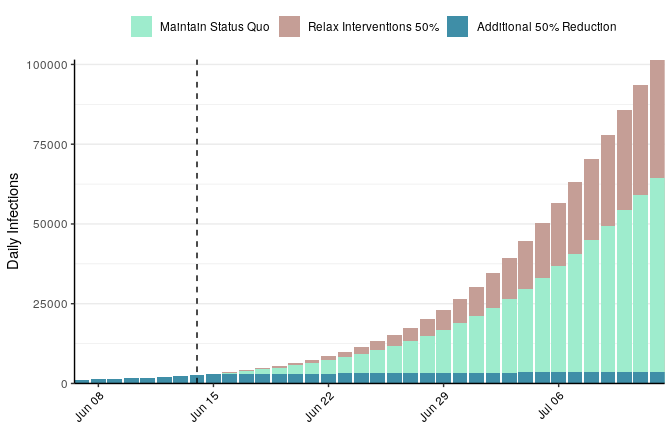 Maintain Status Quo Relax Interventions 50% Additional 50% Reduction
Daily Infections
100000
75000
50000
25000
0
Jun 08 Jun 15 Jun 22 Jun 29 Jul 06